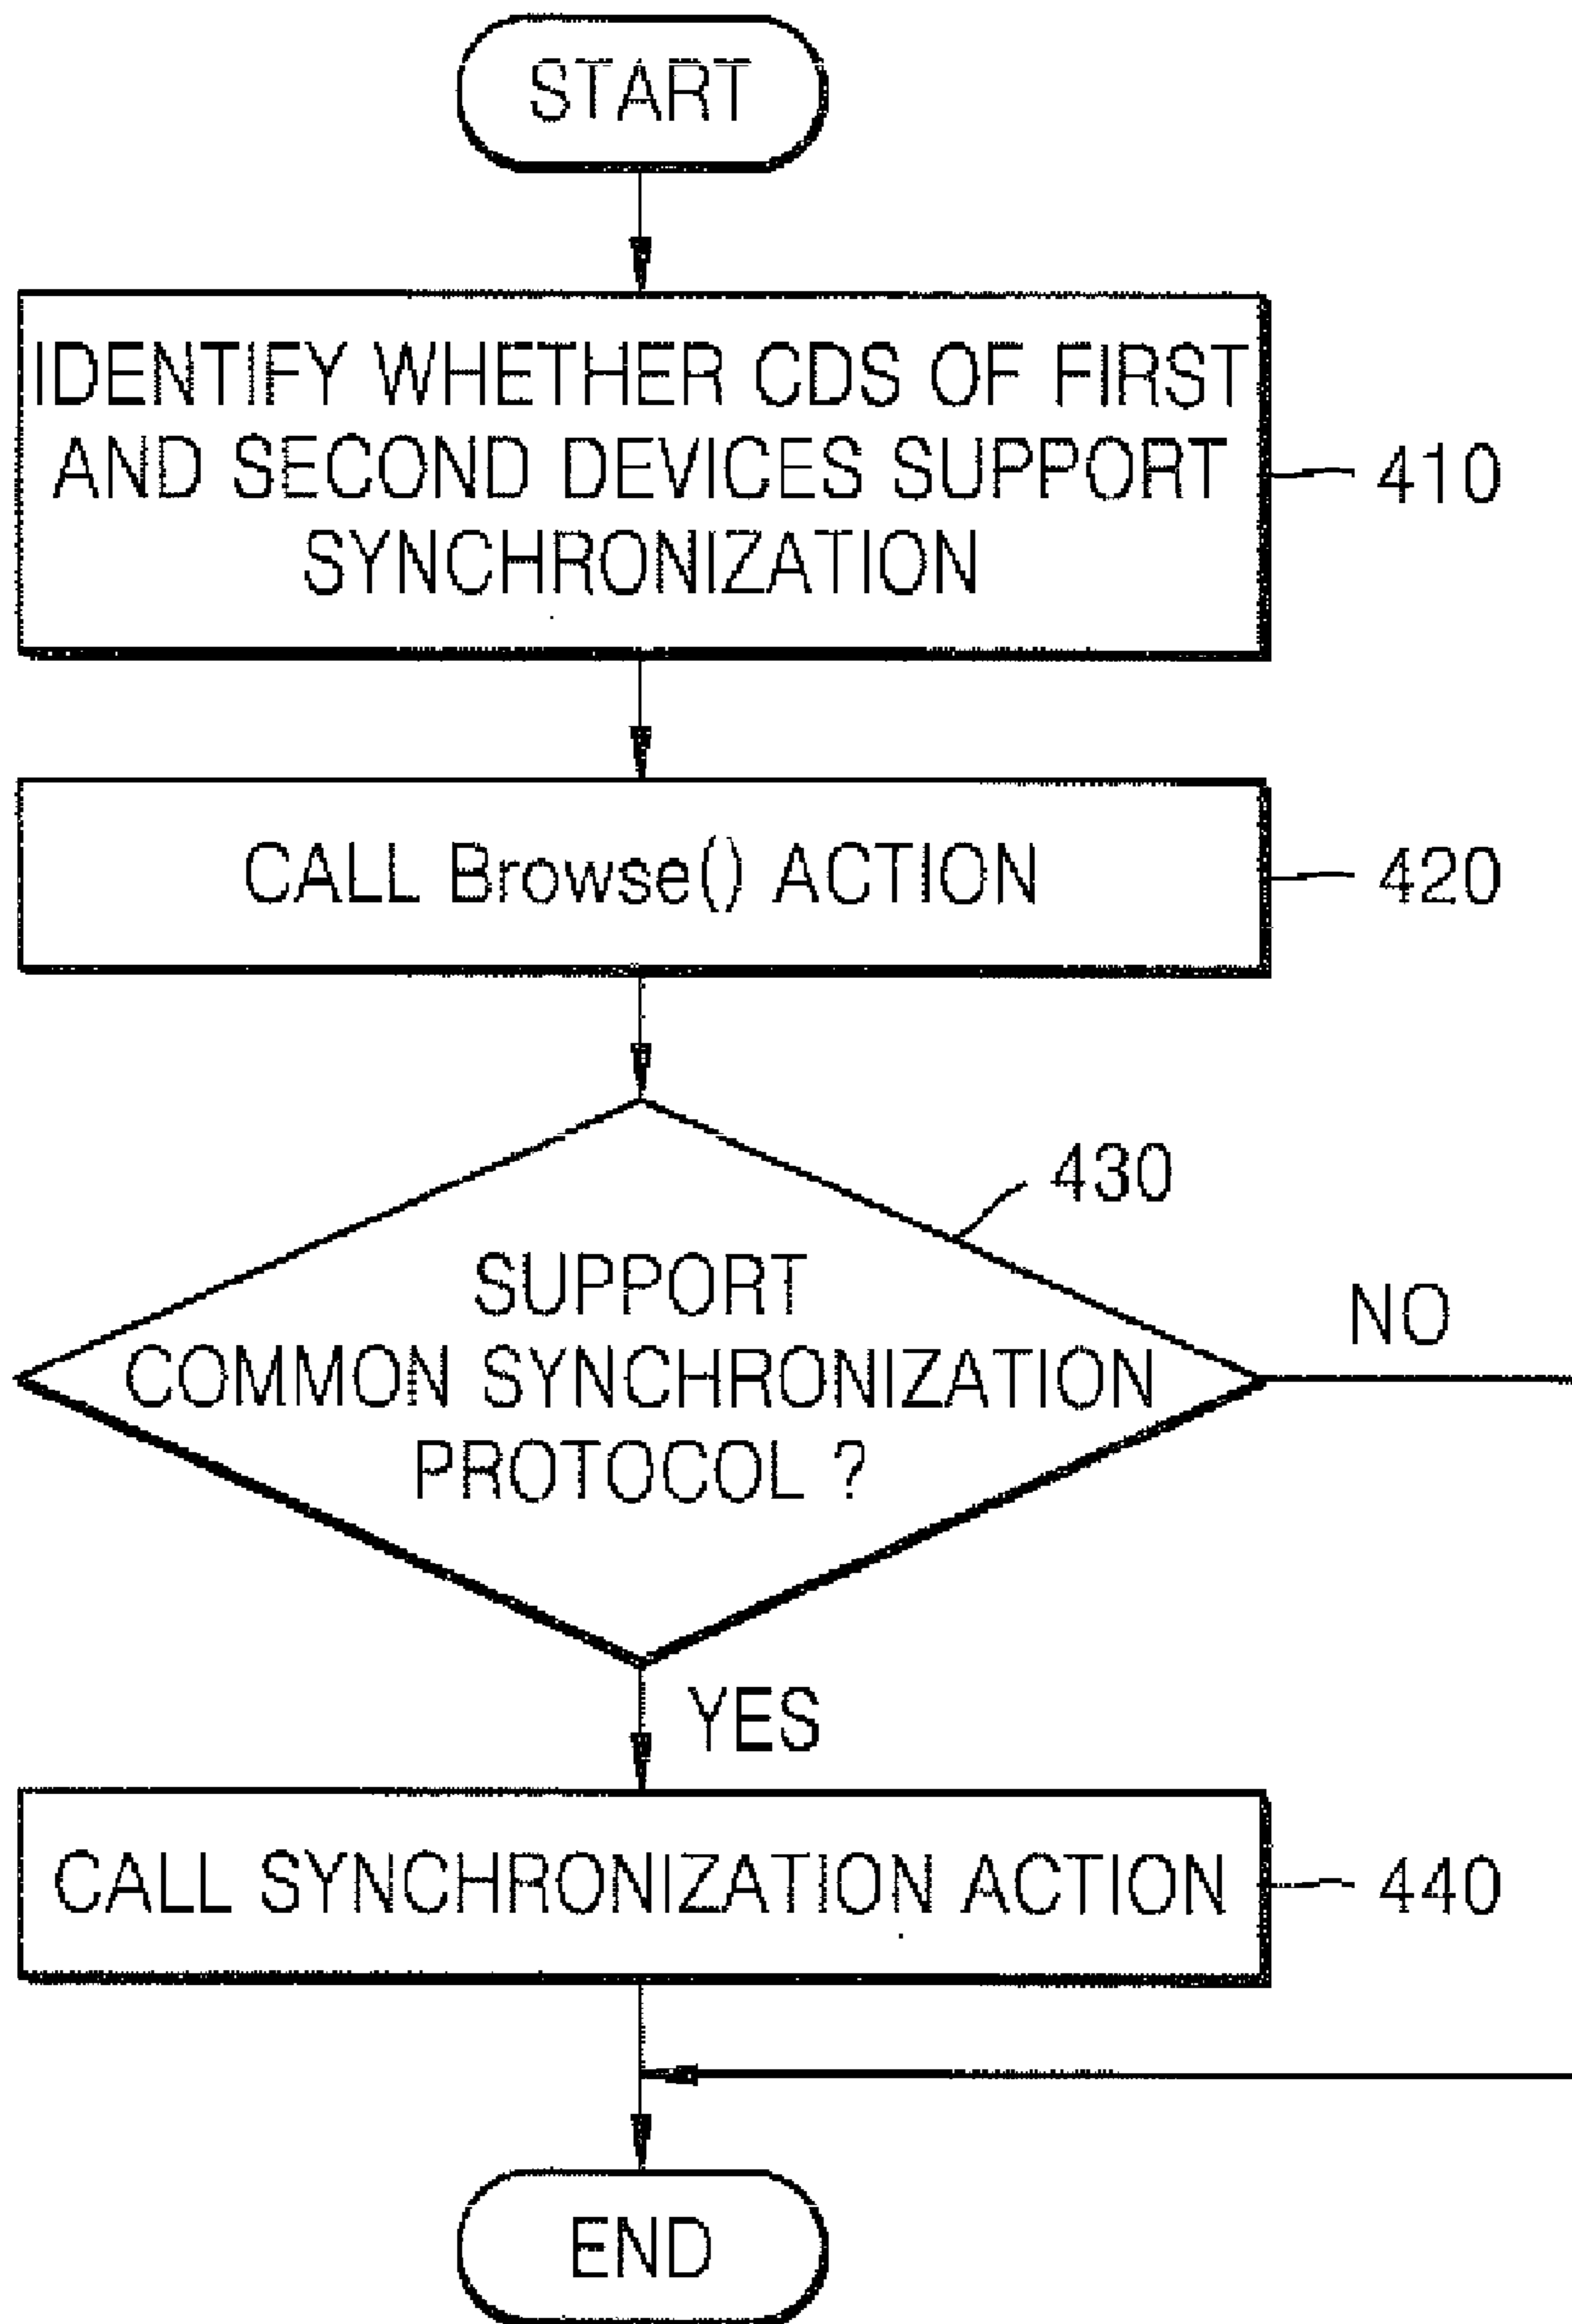 START
IDENTIFY WHETHER CDS OF FIRST
AND SECOND DEVICES SUPPORT
SYNCHRONIZATION
410
CALL Browse() ACTION
420
430
SUPPORT
COMMON SYNCHRONIZATION
PROTOCOL ?
NO
YES
CALL SYNCHRONIZATION ACTION
440
END